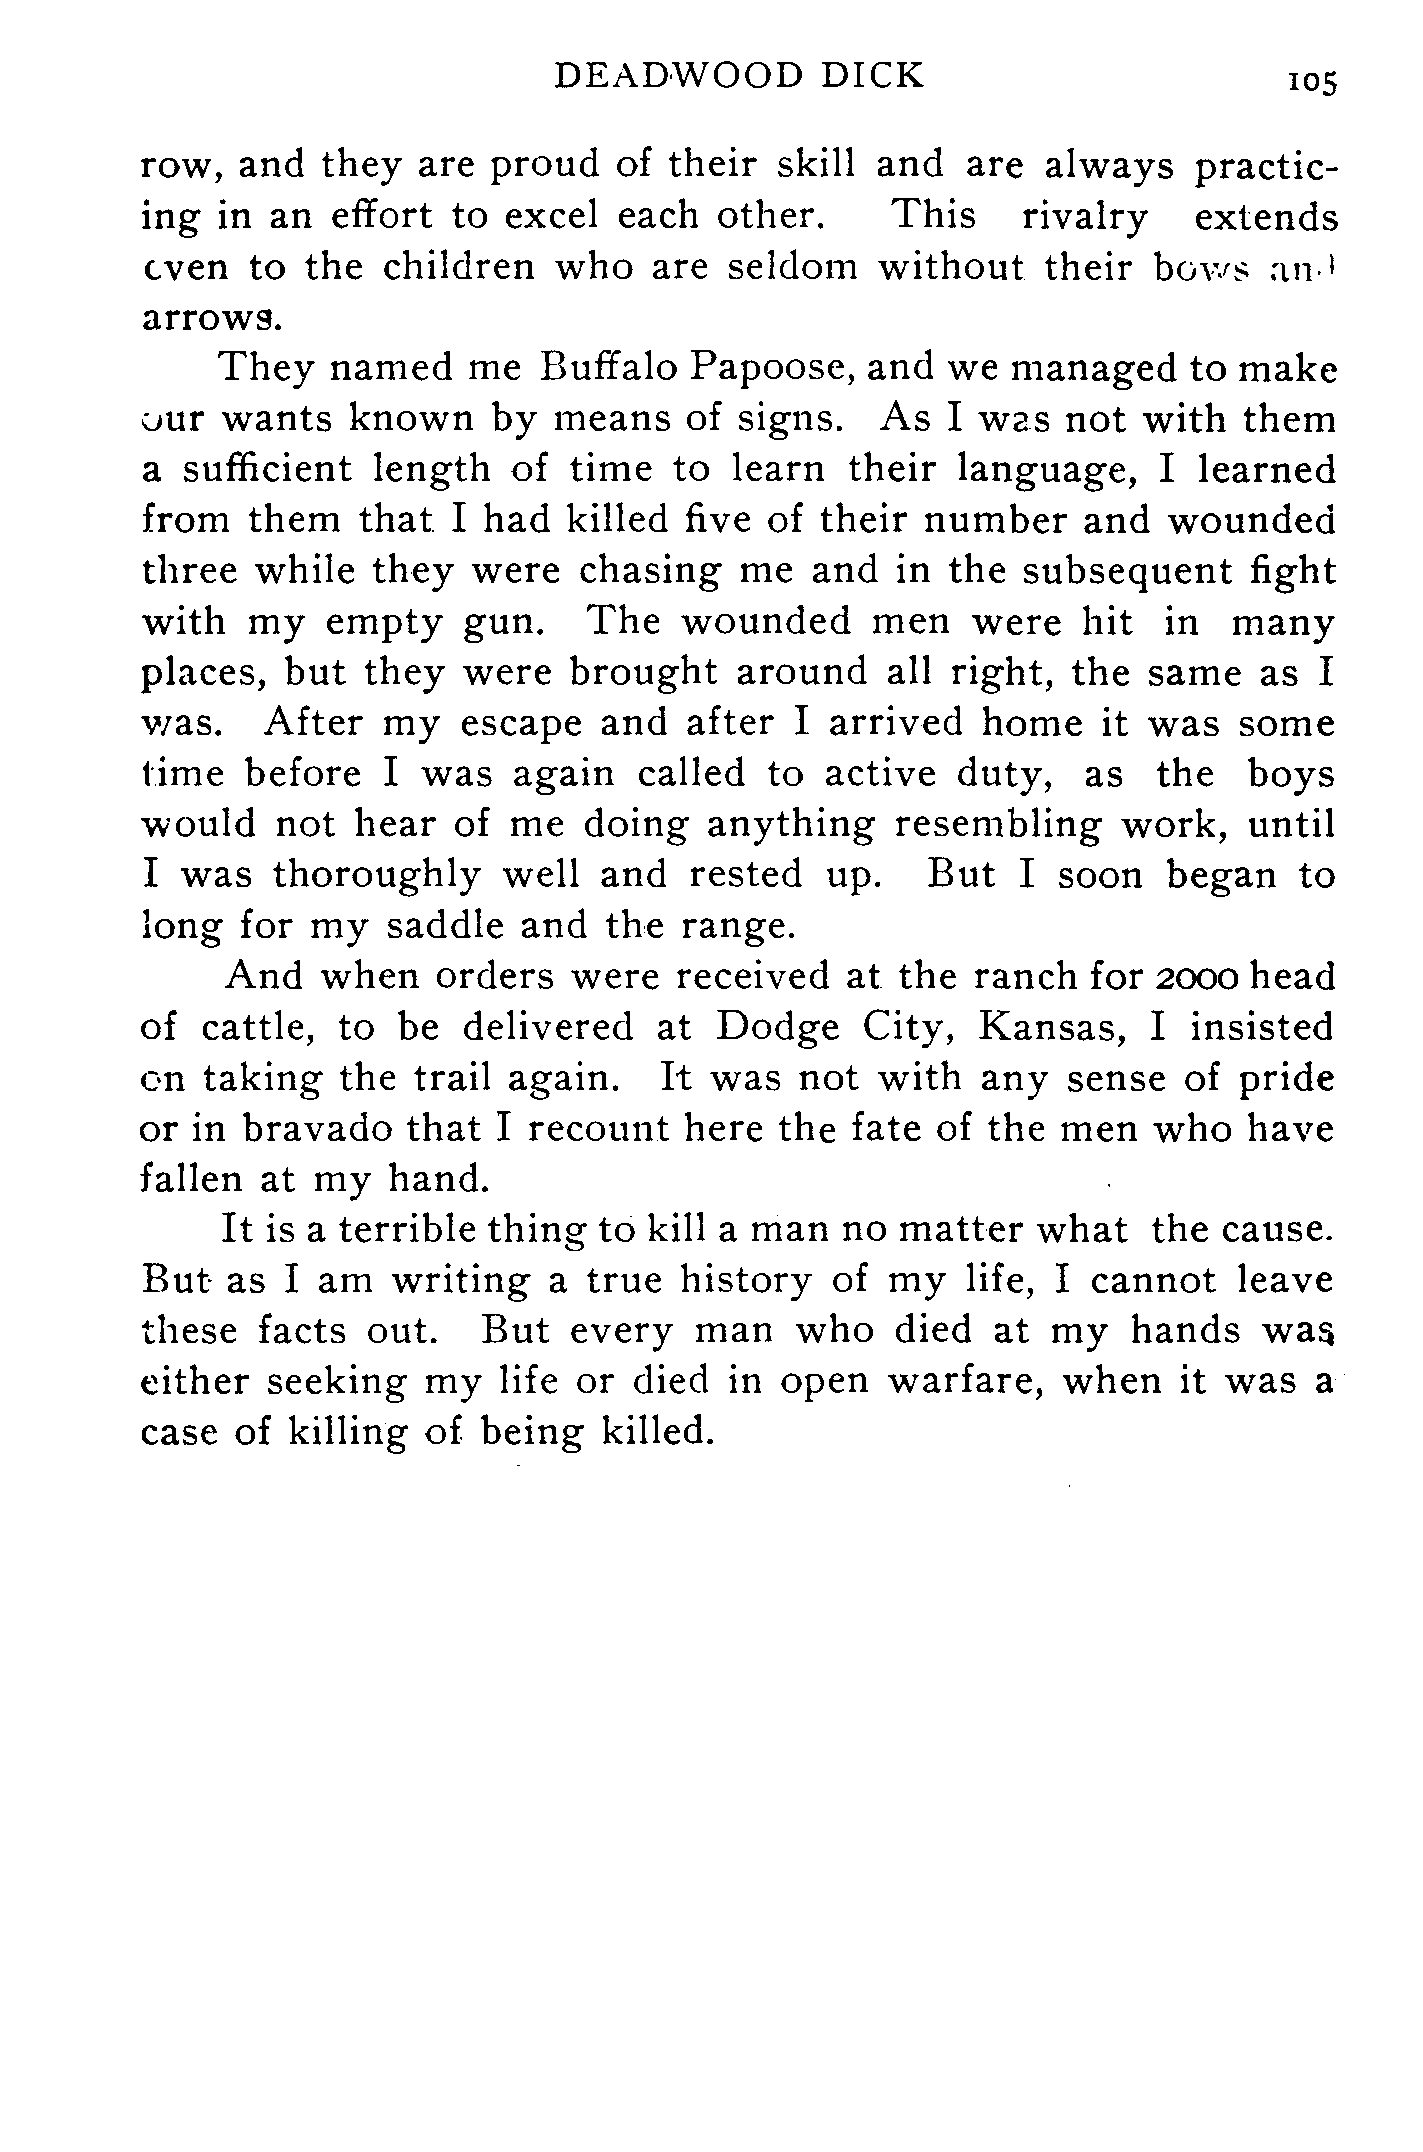 DEADWOOD DICK 105
row, and they are proud of their skill and are always practic-
ing in an effort to excel each other. This rivalry extends
even to the children who are seldom without their bows and
arrows.
They named me Buffalo Papoose, and we managed to make
our wants known by means of signs. As I was not with them
a sufficient length of time to learn their language, I learned
from them that I had killed five of their number and wounded
three while they were chasing me and in the subsequent fight
with my empty gun. The wounded men were hit in many
places, but they were brought around all right, the same as I
was. After my escape and after I arrived home it was some
time before I was again called to active duty, as the boys
would not hear of me doing anything resembling work, until
I was thoroughly well and rested up. But I soon began to
long for my saddle and the range.
And when orders were received at the ranch for 2000 head
of cattle, to be delivered at Dodge City, Kansas, I insisted
on taking the trail again. It was not with any sense of pride
or in bravado that I recount here the fate of the men who have
fallen at my hand.
It is a terrible thing to kill a man no matter what the cause.
But as I am writing a true history of my life, I cannot leave
these facts out. But every man who died at my hands was
either seeking my life or died in open warfare, when it was a
case of killing of being killed.